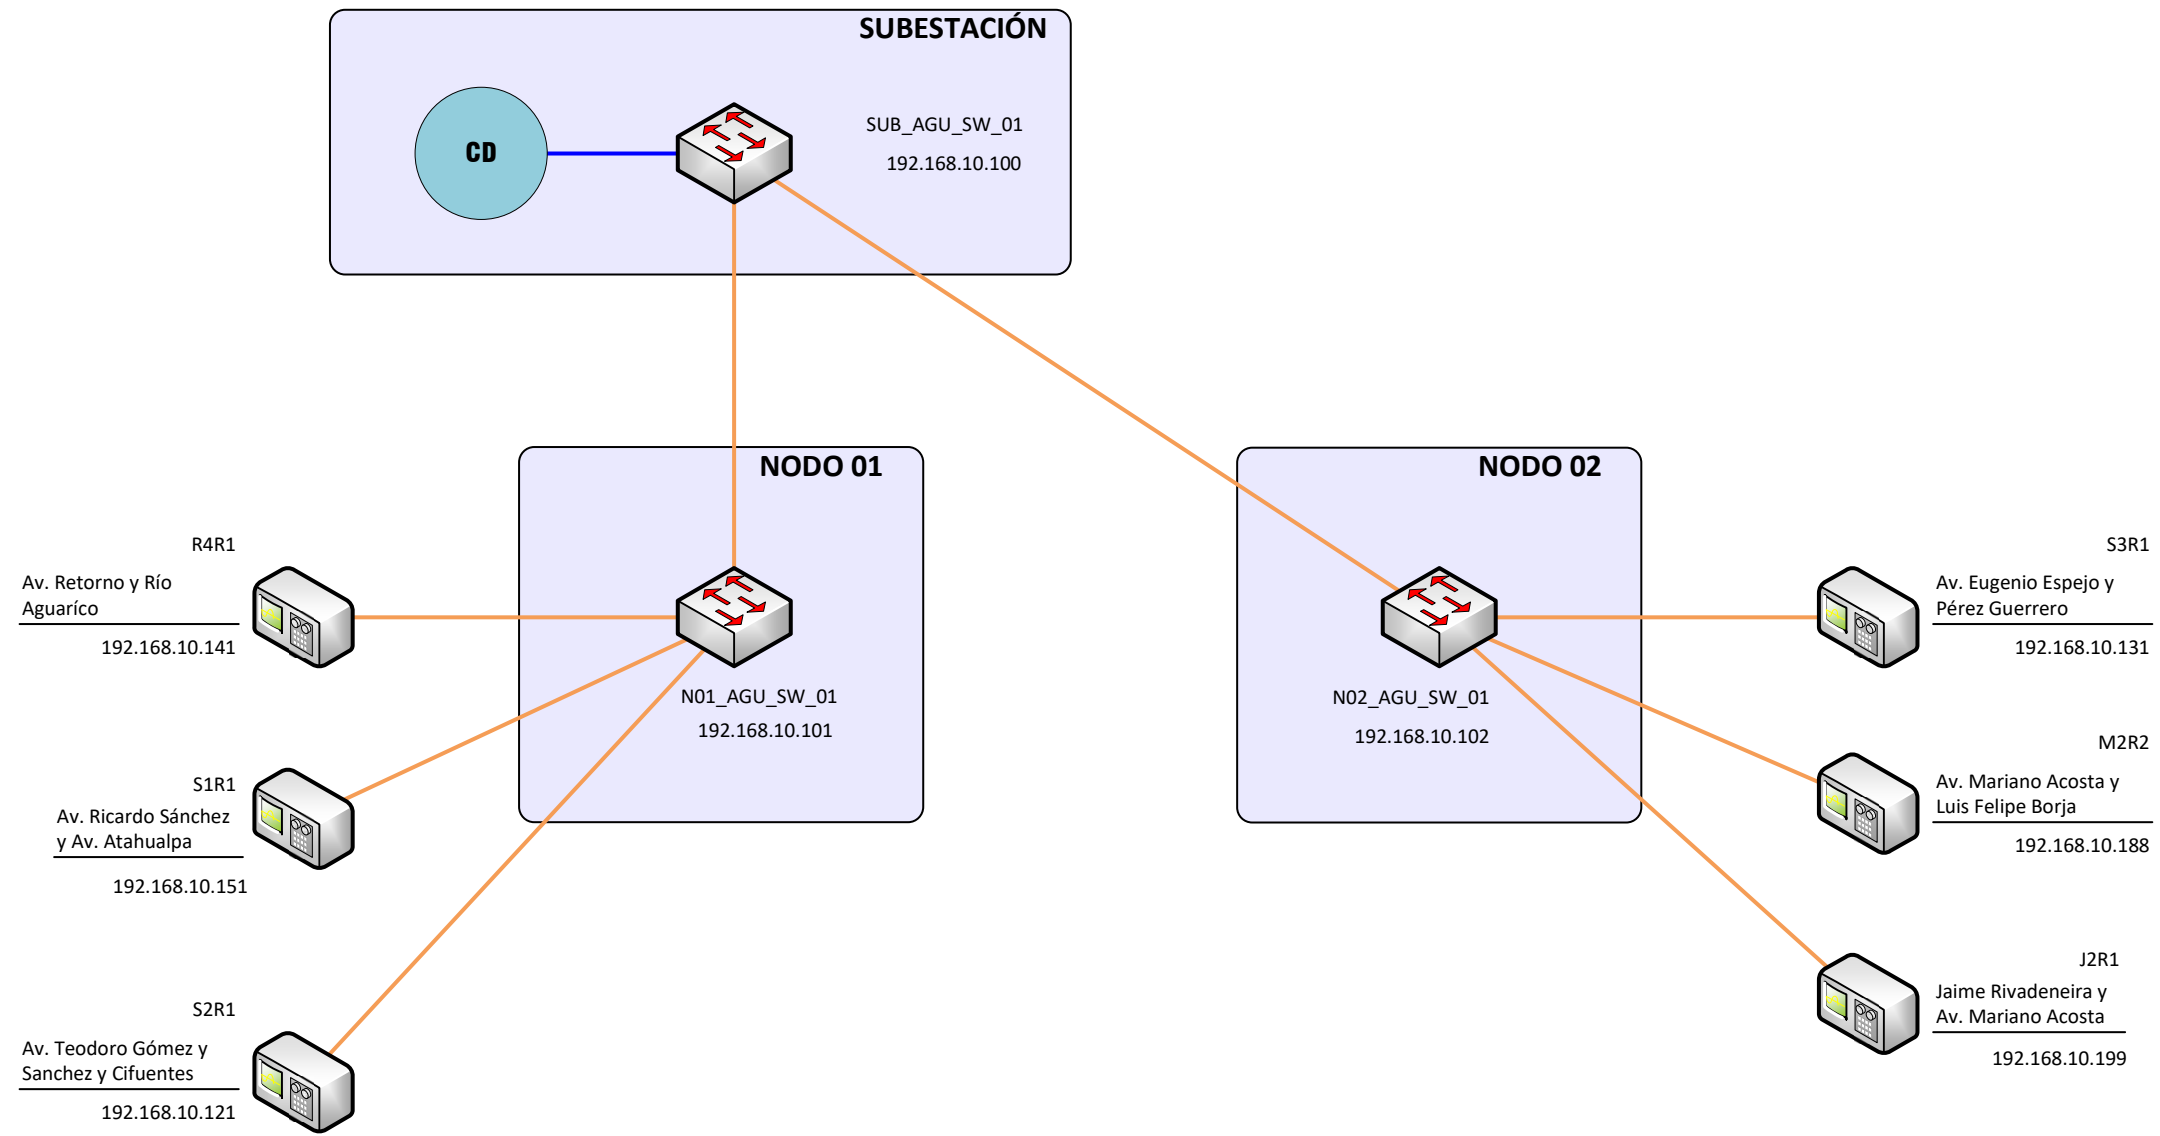 SUBESTACIÓN
CD
SUB_AGU_SW_01
192.168.10.100
NODO 01
N01_AGU_SW_01
192.168.10.101
R4R1
Av. Retorno y Río
Aguaríco
192.168.10.141
S1R1
Av. Ricardo Sánchez
y Av. Atahualpa
192.168.10.151
S2R1
Av. Teodoro Gómez y
Sanchez y Cifuentes
192.168.10.121
NODO 02
N02_AGU_SW_01
192.168.10.102
S3R1
Av. Eugenio Espejo y
Pérez Guerrero
192.168.10.131
M2R2
Av. Mariano Acosta y
Luis Felipe Borja
192.168.10.188
J2R1
Jaime Rivadeneira y
Av. Mariano Acosta
192.168.10.199